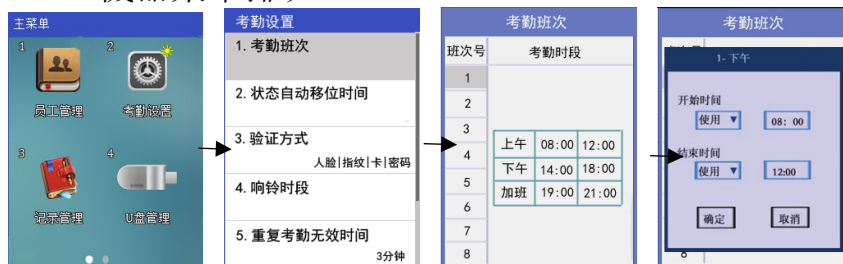 主菜单
1
2
员工管理
考勤设置
3
4
记录管理
U盘管理
考勤设置
1. 考勤班次
2. 状态自动移位时间
3. 验证方式
人脸|指纹|卡|密码
4. 响铃时段
5. 重复考勤无效时间
3分钟
考勤班次
班次号 考勤时段
1
2
3
4
5
6
7
8
上午 08:00 12:00
下午 14:00 18:00
加班 19:00 21:00
考勤班次
1- 下午
开始时间
使用 ▼ 08: 00
结束时间
使用 ▼ 12:00
确定 取消